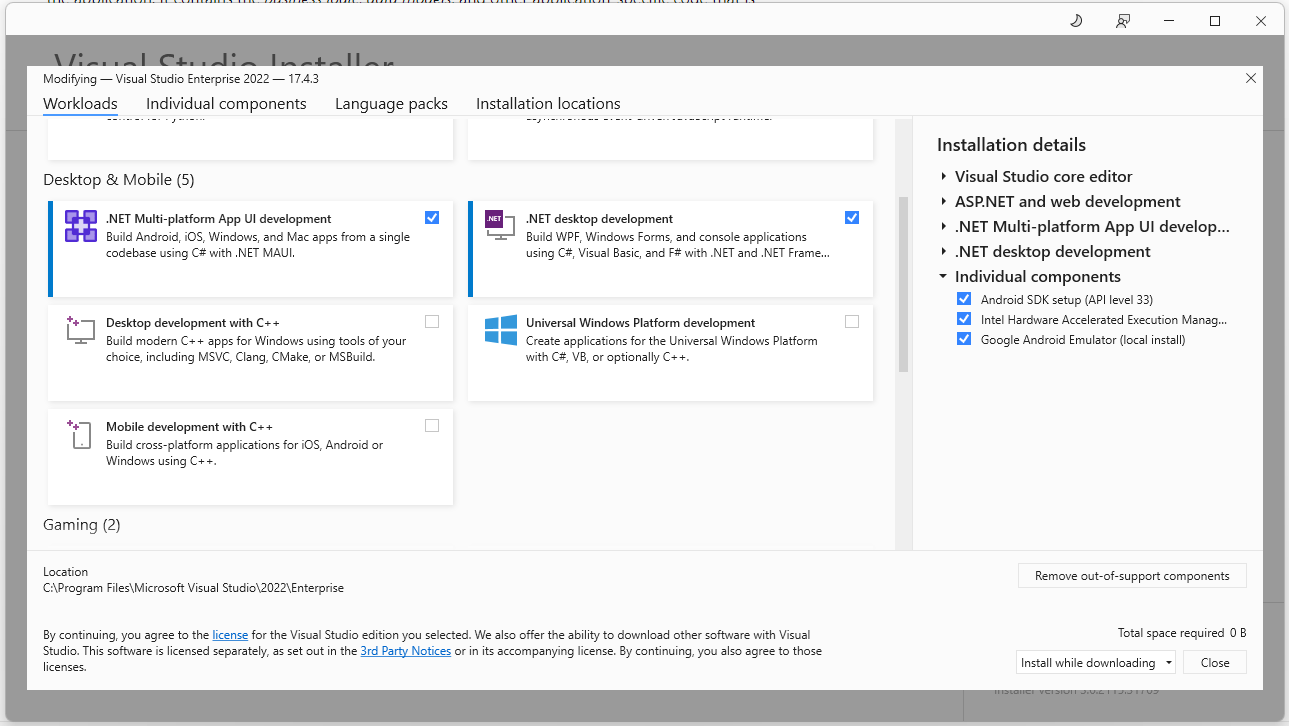 Visual Studio Installer
Modifying — Visual Studio Enterprise 2022 — 17.4.3
Workloads
Individual components
Language packs
Installation locations
control for Python.
asynchronous event-driven JavaScript runtime.
Desktop & Mobile (5)
.NET Multi-platform App UI development
Build Android, iOS, Windows, and Mac apps from a single
codebase using C# with .NET MAUI.
.NET
.NET desktop development
Build WPF, Windows Forms, and console applications
using C#, Visual Basic, and F# with .NET and .NET Frame...
Desktop development with C++
Build modern C++ apps for Windows using tools of your
choice, including MSVC, Clang, CMake, or MSBuild.
Universal Windows Platform development
Create applications for the Universal Windows Platform
with C#, VB, or optionally C++.
Mobile development with C++
Build cross-platform applications for iOS, Android or
Windows using C++.
Gaming (2)
Installation details
Visual Studio core editor
ASP.NET and web development
.NET Multi-platform App UI develop...
.NET desktop development
Individual components
Android SDK setup (API level 33)
Intel Hardware Accelerated Execution Manag...
Google Android Emulator (local install)
Location
C:\Program Files\Microsoft Visual Studio\2022\Enterprise
Remove out-of-support components
By continuing, you agree to the license for the Visual Studio edition you selected. We also offer the ability to download other software with Visual
Studio. This software is licensed separately, as set out in the 3rd Party Notices or in its accompanying license. By continuing, you also agree to those
licenses.
Total space required 0 B
Install while downloading
Close